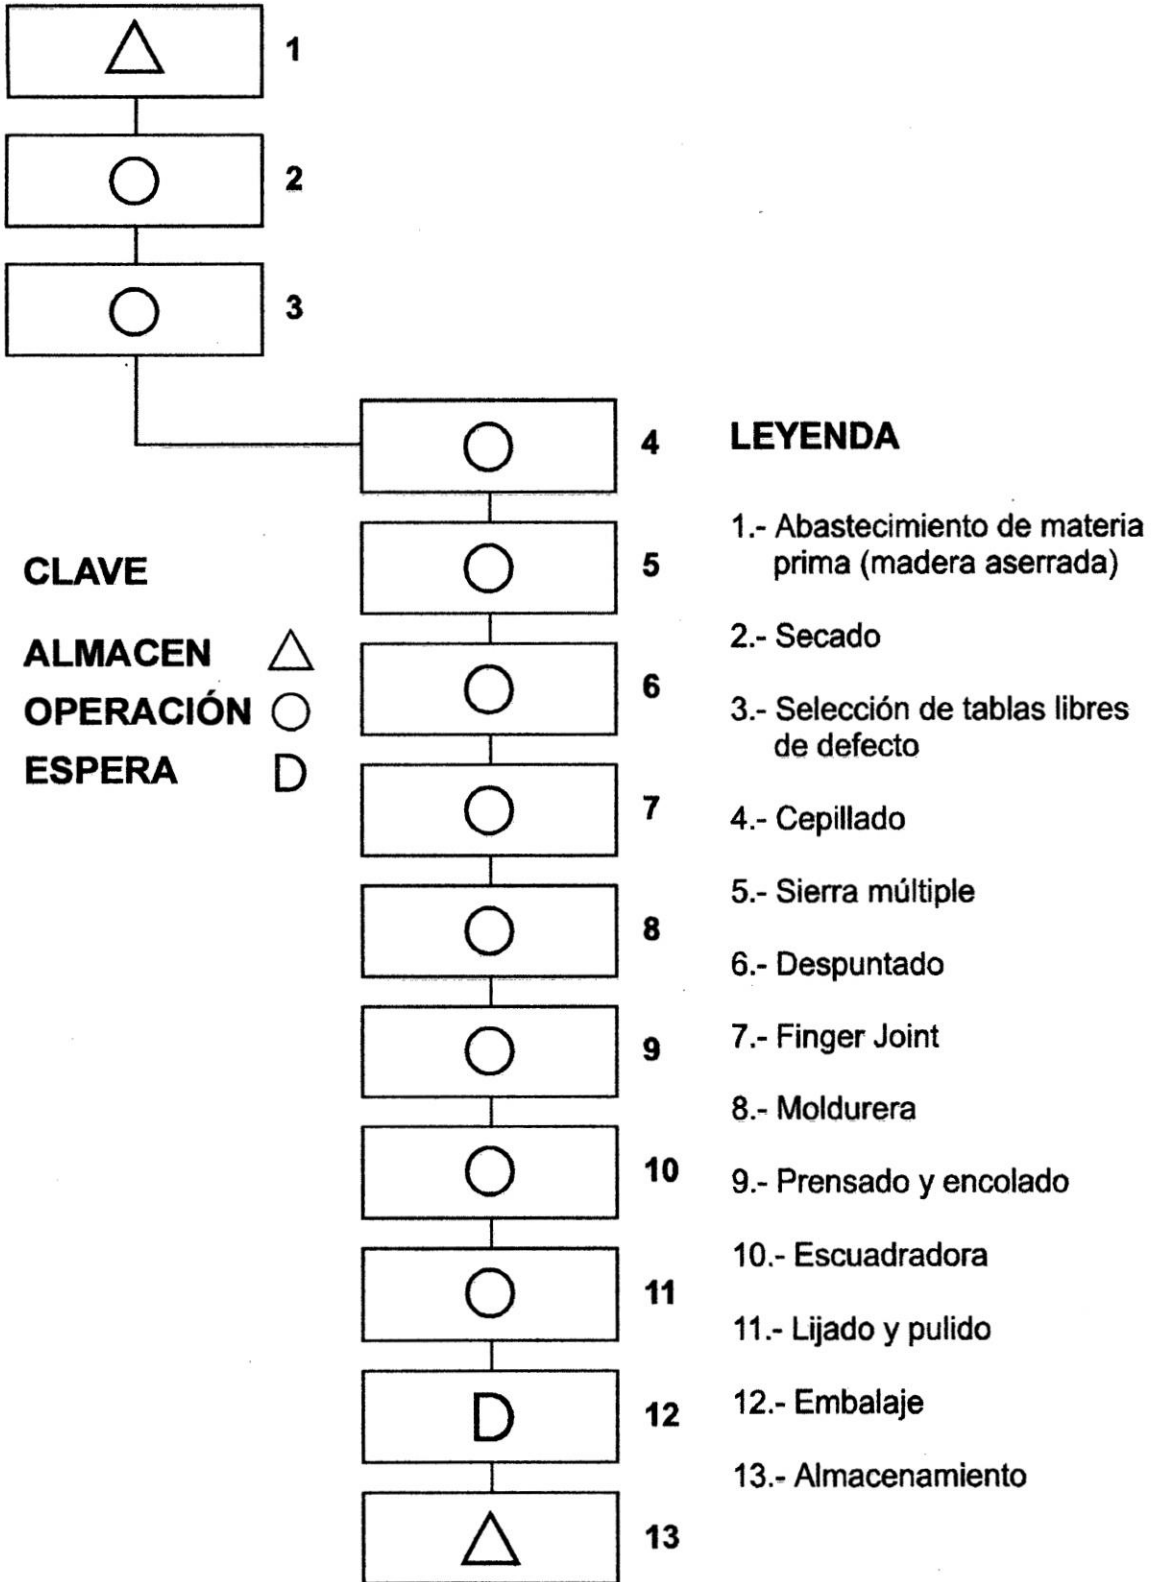 1
2
3
4
5
6
7
8
9
10
11
12
13
CLAVE
ALMACEN
OPERACIÓN
ESPERA D
D
LEYENDA
1.- Abastecimiento de materia
prima (madera aserrada)
2.- Secado
3.- Selección de tablas libres
de defecto
4.- Cepillado
5.- Sierra múltiple
6.- Despuntado
7.- Finger Joint
8.- Moldurera
9.- Prensado y encolado
10.- Escuadradora
11.- Lijado y pulido
12.- Embalaje
13.- Almacenamiento